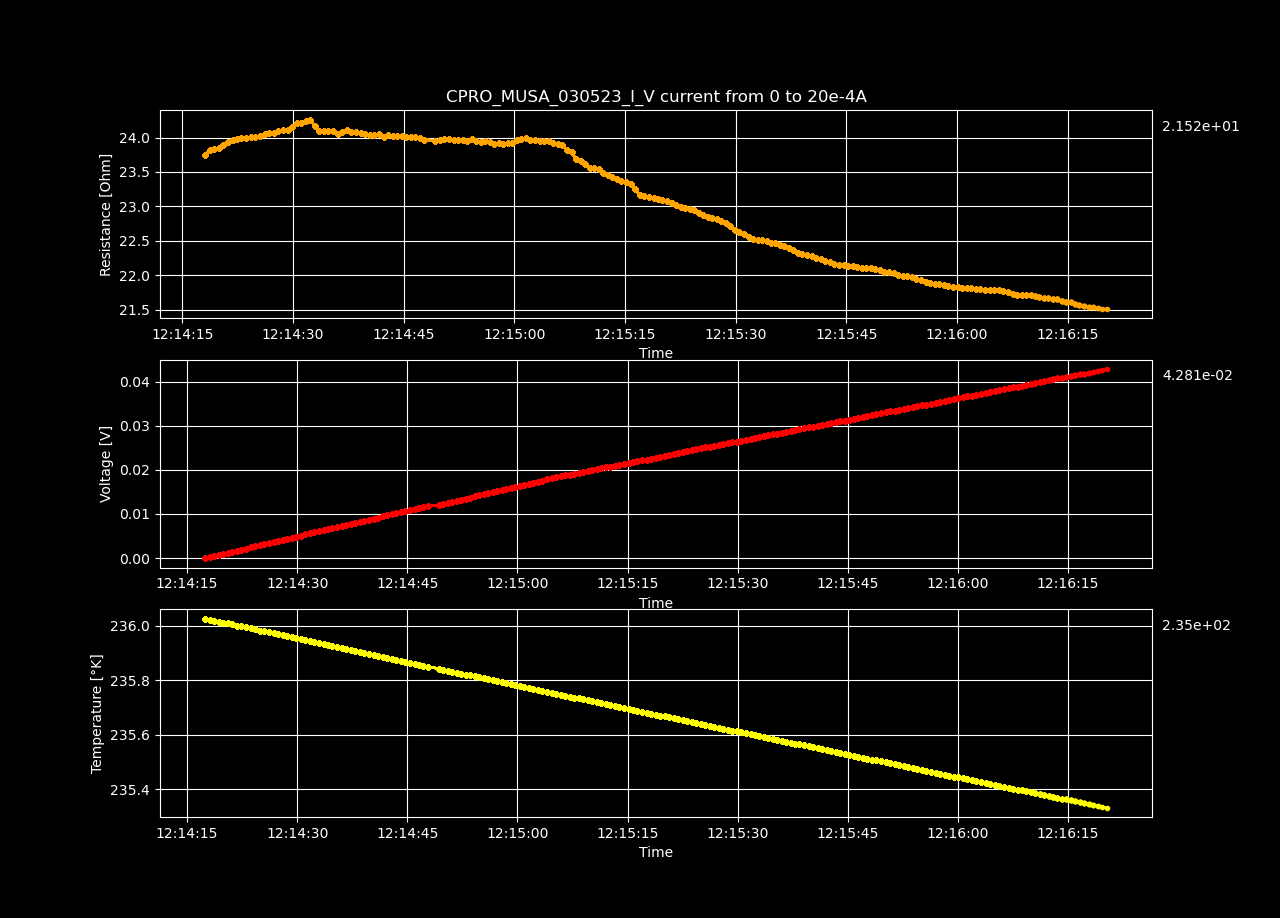 CPRO_MUSA_030523_I_V current from 0 to 20e-4A
2.152e+01
Resistance [Ohm]
24.0
23.5
23.0
22.5
22.0
21.5
12:14:15 12:14:30 12:14:45 12:15:00 12:15:15 12:15:30 12:15:45 12:16:00 12:16:15
Time
4.281e-02
Voltage [V]
0.04
0.03
0.02
0.01
0.00
12:14:15 12:14:30 12:14:45 12:15:00 12:15:15 12:15:30 12:15:45 12:16:00 12:16:15
Time
2.35e+02
Temperature [°K]
236.0
235.8
235.6
235.4
12:14:15 12:14:30 12:14:45 12:15:00 12:15:15 12:15:30 12:15:45 12:16:00 12:16:15
Time